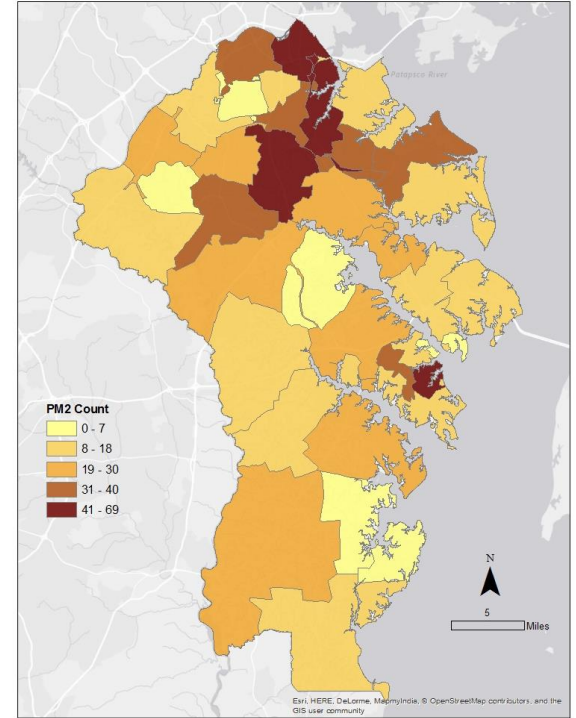 Patapsco River
PM2 Count
0 - 7
8 - 18
19 - 30
31 - 40
41 - 69
N
5
Miles
Esri, HERE, DeLorme, MapmyIndia, © OpenStreetMap contributors, and the
GIS user community